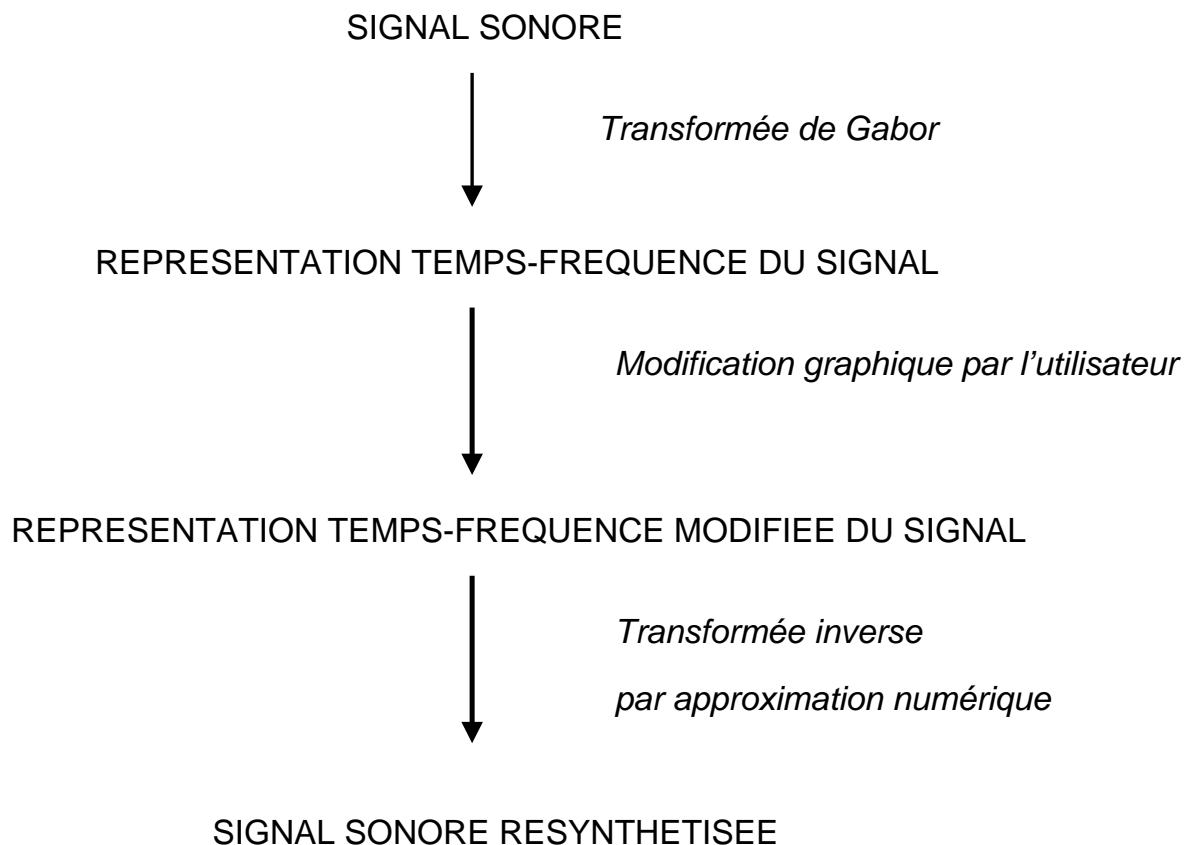 SIGNAL SONORE
Transformée de Gabor
REPRESENTATION TEMPS-FREQUENCE DU SIGNAL
Modification graphique par l’utilisateur
REPRESENTATION TEMPS-FREQUENCE MODIFIEE DU SIGNAL
Transformée inverse
par approximation numérique
SIGNAL SONORE RESYNTHETISEE